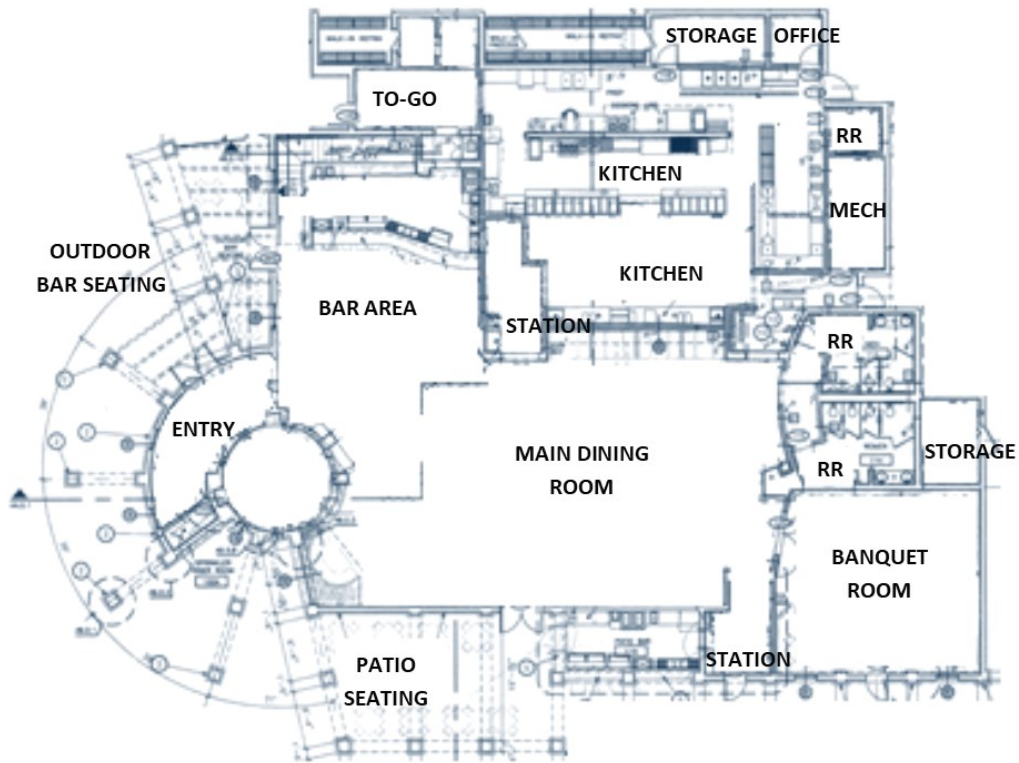 STORAGE
OFFICE
TO-GO
RR
KITCHEN
MECH
OUTDOOR
BAR SEATING
KITCHEN
BAR AREA
STATION
RR
ENTRY
MAIN DINING
ROOM
STORAGE
RR
BANQUET
ROOM
PATIO
SEATING
STATION